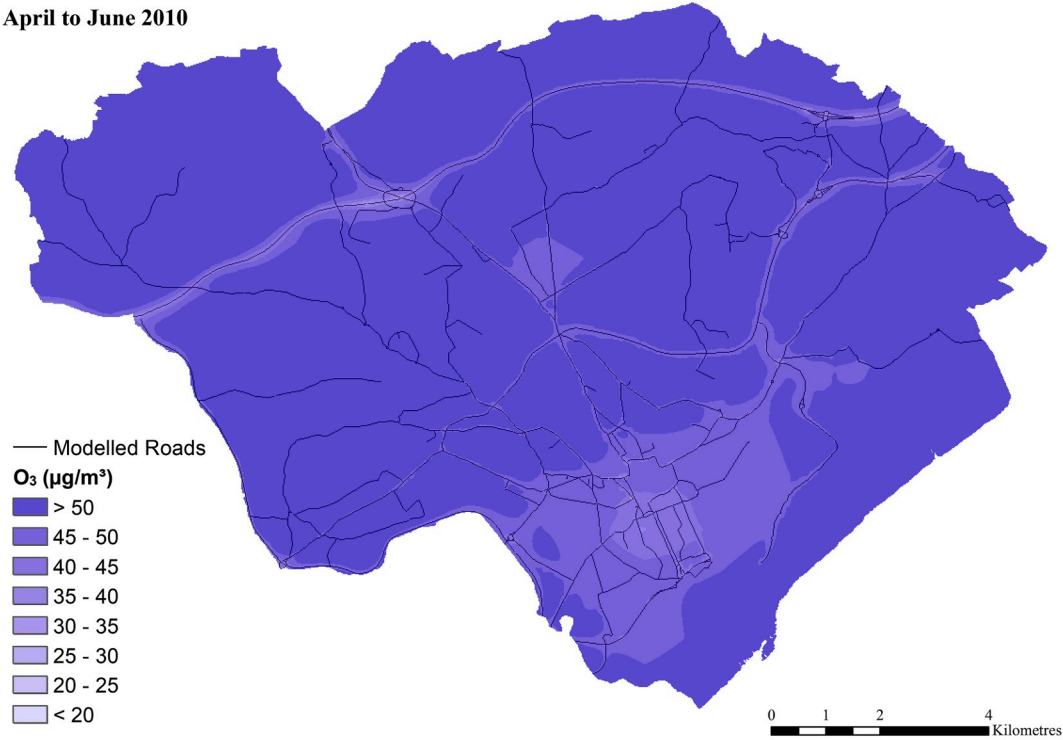 April to June 2010
Modelled Roads
O₃ (µg/m³)
> 50
45 - 50
40 - 45
35 - 40
30 - 35
25 - 30
20 - 25
< 20
0 1 2 4
Kilometres